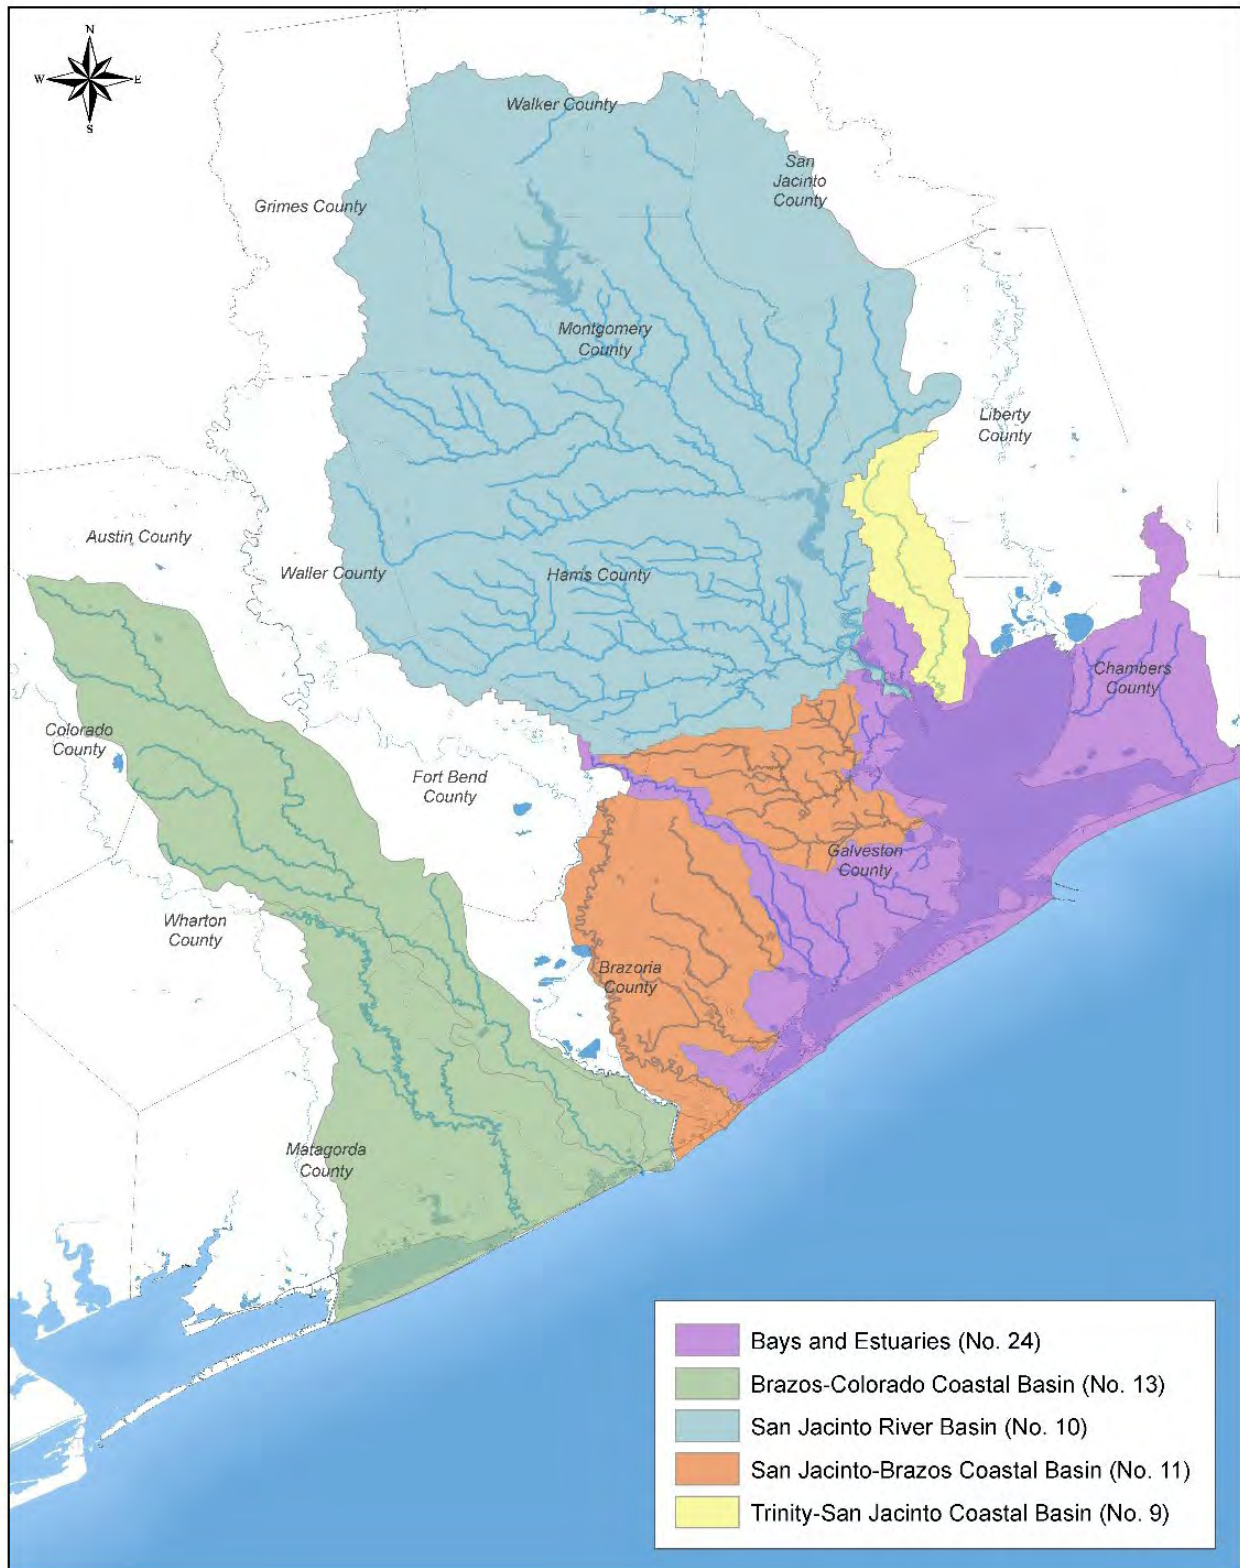 N
W E
S
Walker County
San
Jacinto
County
Grimes County
Montgomery
County
Liberty
County
Austin County
Waller County
Harris County
Chambers
County
Colorado
County
Fort Bend
County
Galveston
County
Wharton
County
Brazoria
County
Matagorda
County
Bays and Estuaries (No. 24)
Brazos-Colorado Coastal Basin (No. 13)
San Jacinto River Basin (No. 10)
San Jacinto-Brazos Coastal Basin (No. 11)
Trinity-San Jacinto Coastal Basin (No. 9)